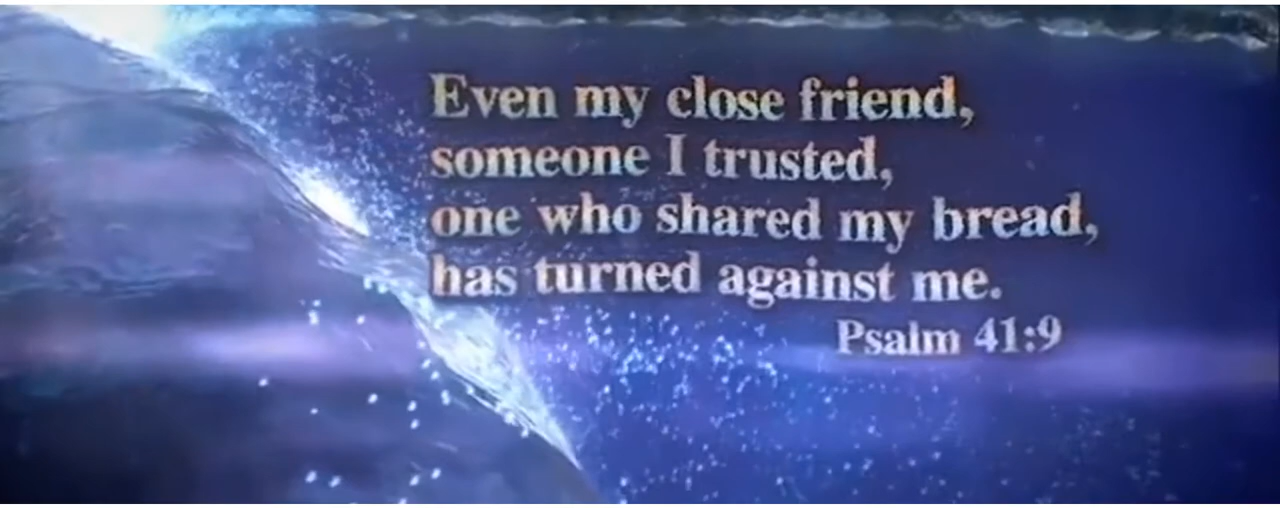 Even my close friend,
someone I trusted,
one who shared my bread,
has turned against me.
Psalm 41:9